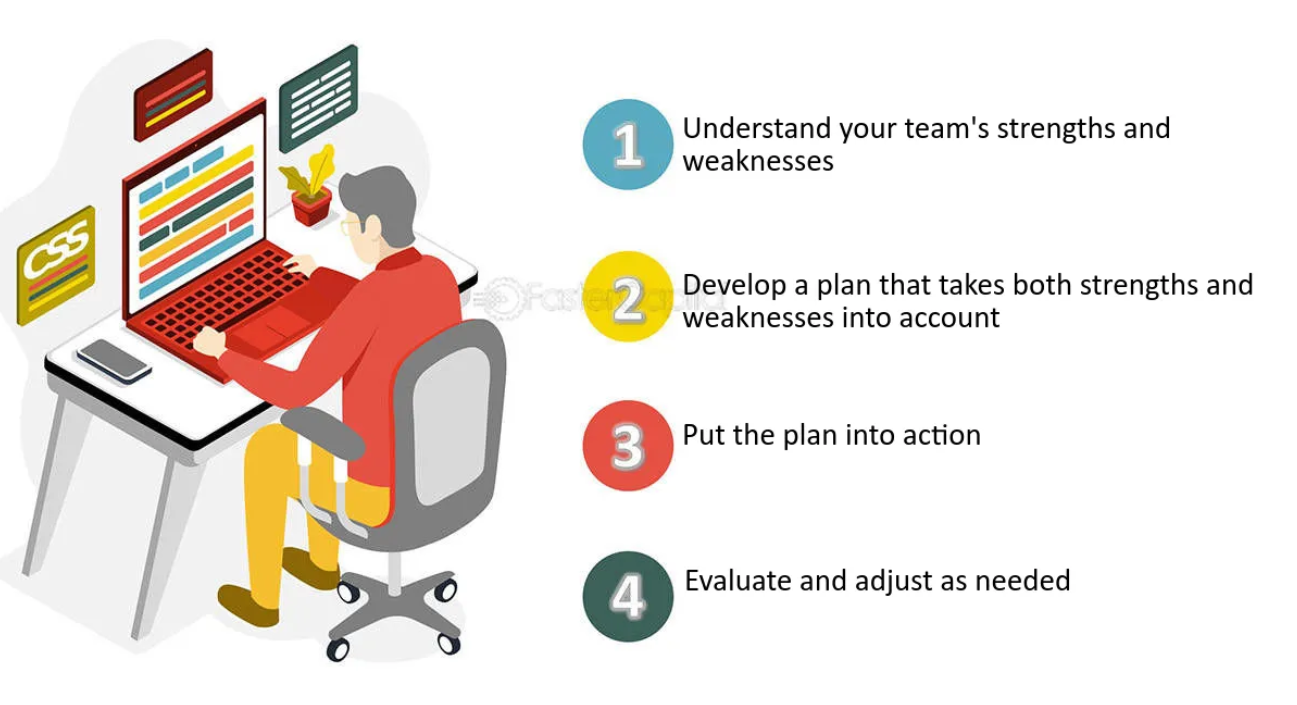 CSS
1
Understand your team's strengths and
weaknesses
2
Develop a plan that takes both strengths and
weaknesses into account
3
Put the plan into action
4
Evaluate and adjust as needed